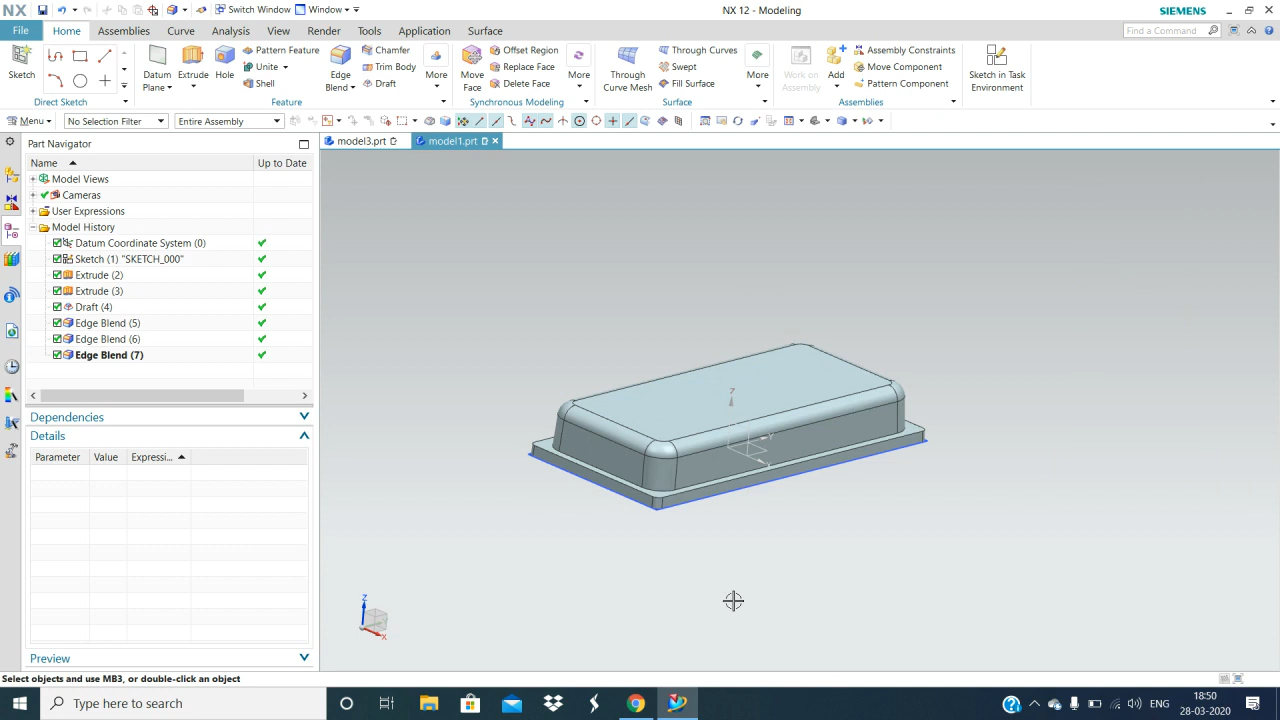 NX
Switch Window
Window
NX 12 - Modeling
SIEMENS
File
Home
Assemblies
Curve
Analysis
View
Render
Tools
Application
Surface
Find a Command
Sketch
Direct Sketch
Datum Plane
Extrude
Hole
Pattern Feature
Unite
Shell
Edge Blend
Chamfer
Trim Body
Draft
More
Feature
Move Face
Offset Region
Replace Face
Delete Face
More
Synchronous Modeling
Through Curve Mesh
Through Curves
Swept
Fill Surface
More
Surface
Work on Assembly
Add
Assembly Constraints
Move Component
Pattern Component
Assemblies
Sketch in Task Environment
Menu
No Selection Filter
Entire Assembly
Part Navigator
model3.prt
model1.prt
Name
Up to Date
Model Views
Cameras
User Expressions
Model History
Datum Coordinate System (0)
Sketch (1) "SKETCH_000"
Extrude (2)
Extrude (3)
Draft (4)
Edge Blend (5)
Edge Blend (6)
Edge Blend (7)
Dependencies
Details
Parameter
Value
Expressi...
Preview
Z
Y
Z
X
Select objects and use MB3, or double-click an object
Type here to search
ENG
18:50
28-03-2020